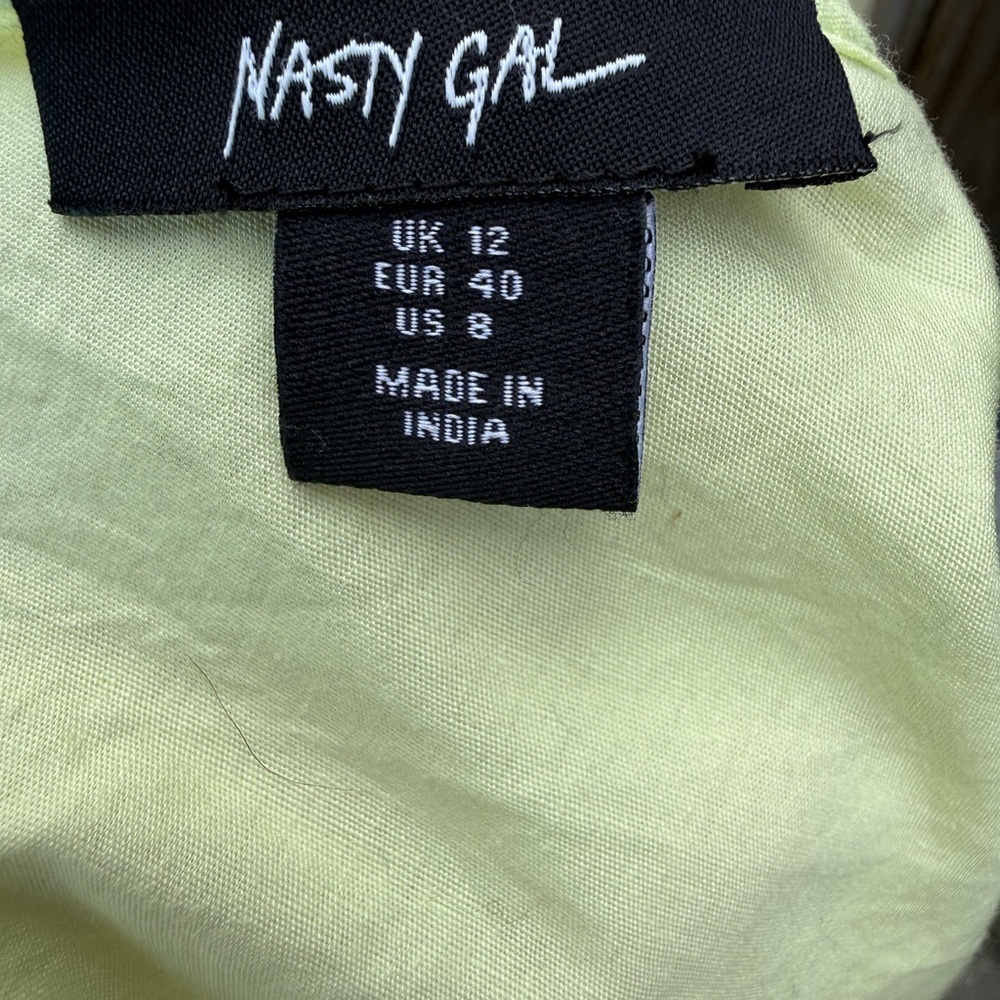 NASTY GAL
UK 12
EUR 40
US 8
MADE IN
INDIA